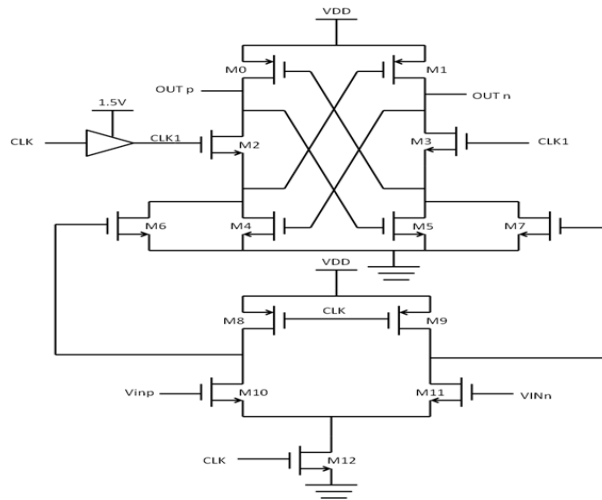 VDD
M0
M1
OUT p
OUT n
1.5V
CLK
CLK1
M2
M3
CLK1
M6
M4
M5
M7
VDD
M8
CLK
M9
Vinp
M10
M11
VINn
CLK
M12